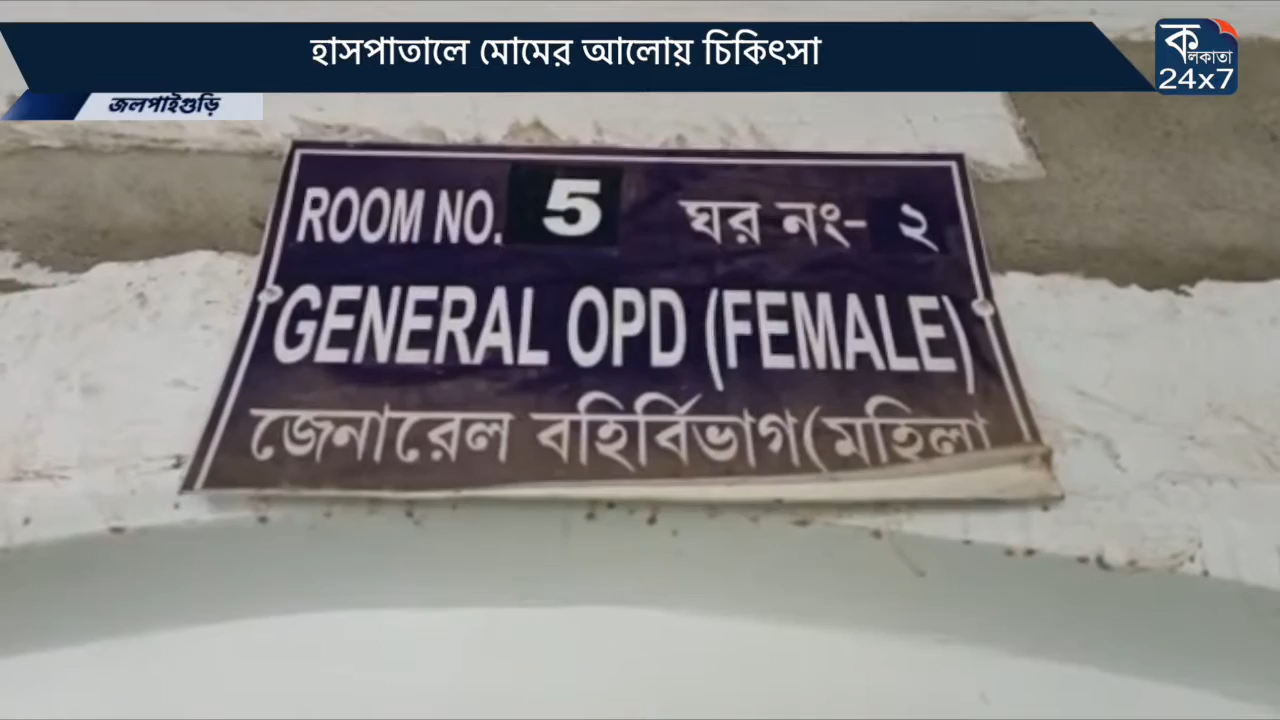 হাসপাতালে মোমের আলোয় চিকিৎসা
কলকাতা
24x7
জলপাইগুড়ি
ROOM NO. 5 ঘর নং- ২
GENERAL OPD (FEMALE)
জেনারেল বহির্বিভাগ(মহিলা